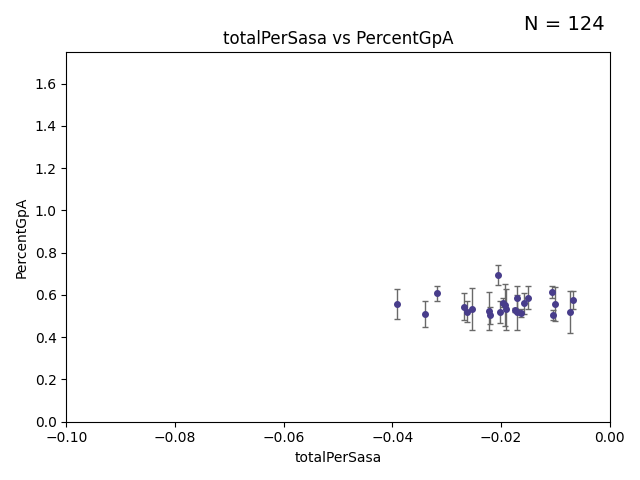 N = 124
totalPerSasa vs PercentGpA
PercentGpA
1.6
1.4
1.2
1.0
0.8
0.6
0.4
0.2
0.0
−0.10 −0.08 −0.06 −0.04 −0.02 0.00
totalPerSasa